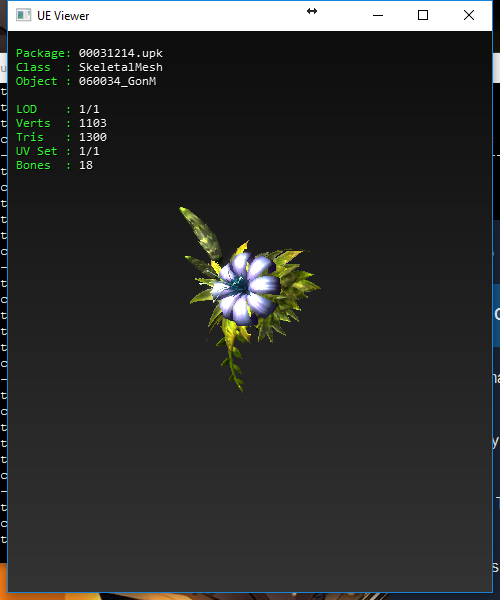 UE Viewer
Package: 00031214.upk
Class : SkeletalMesh
Object : 060034_GonM
LOD : 1/1
Verts : 1103
Tris : 1300
UV Set : 1/1
Bones : 18